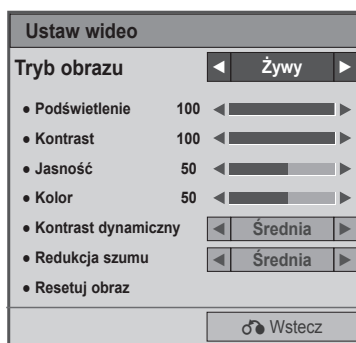 Ustaw wideo
Tryb obrazu ◀ Żywy ▶
● Podświetlenie 100
● Kontrast 100
● Jasność 50
● Kolor 50
● Kontrast dynamiczny ◀ Średnia ▶
● Redukcja szumu ◀ Średnia ▶
● Resetuj obraz
Wstecz